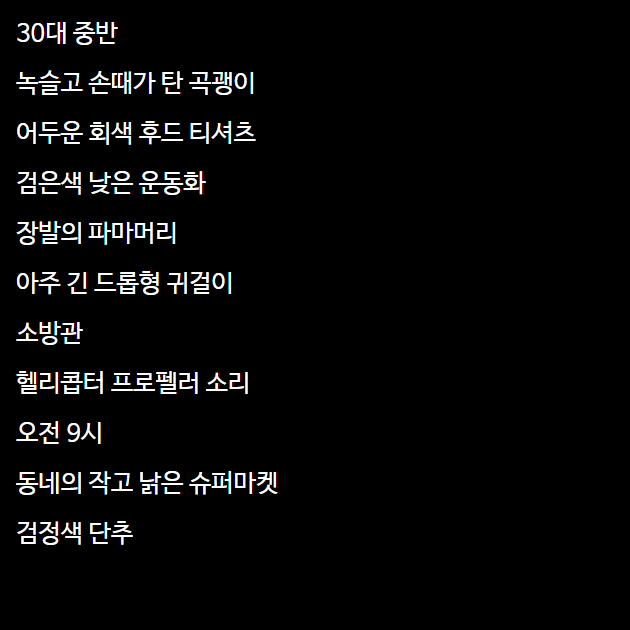 30대 중반
녹슬고 손때가 탄 곡괭이
어두운 회색 후드 티셔츠
검은색 낮은 운동화
장발의 파마머리
아주 긴 드롭형 귀걸이
소방관
헬리콥터 프로펠러 소리
오전 9시
동네의 작고 낡은 슈퍼마켓
검정색 단추